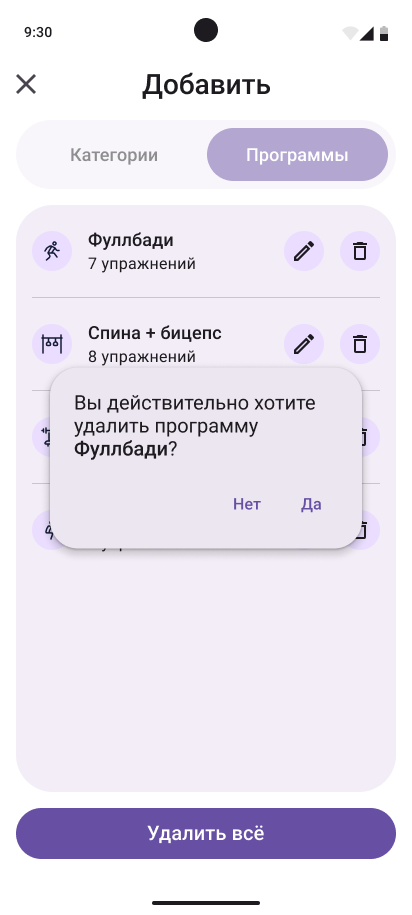 9:30
Добавить
Категории
Программы
Фуллбади
7 упражнений
Спина + бицепс
8 упражнений
Вы действительно хотите
удалить программу
Фуллбади?
Нет
Да
Удалить всё